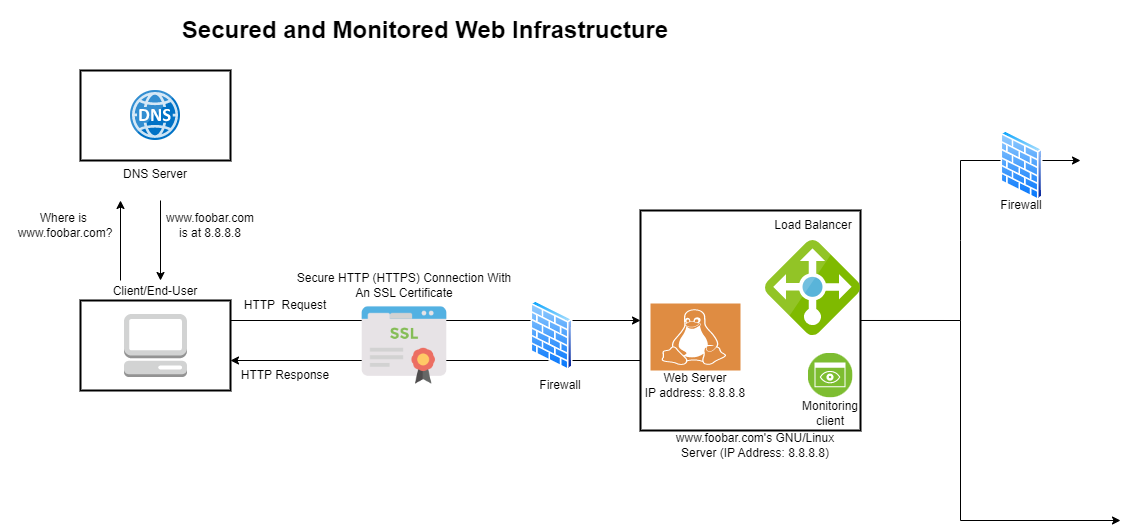 Secured and Monitored Web Infrastructure
DNS
DNS Server
Where is
www.foobar.com?
www.foobar.com
is at 8.8.8.8
Client/End-User
HTTP  Request
HTTP Response
Secure HTTP (HTTPS) Connection With
An SSL Certificate
SSL
Firewall
Load Balancer
Web Server
IP address: 8.8.8.8
Monitoring
client
www.foobar.com's GNU/Linux
Server (IP Address: 8.8.8.8)
Firewall